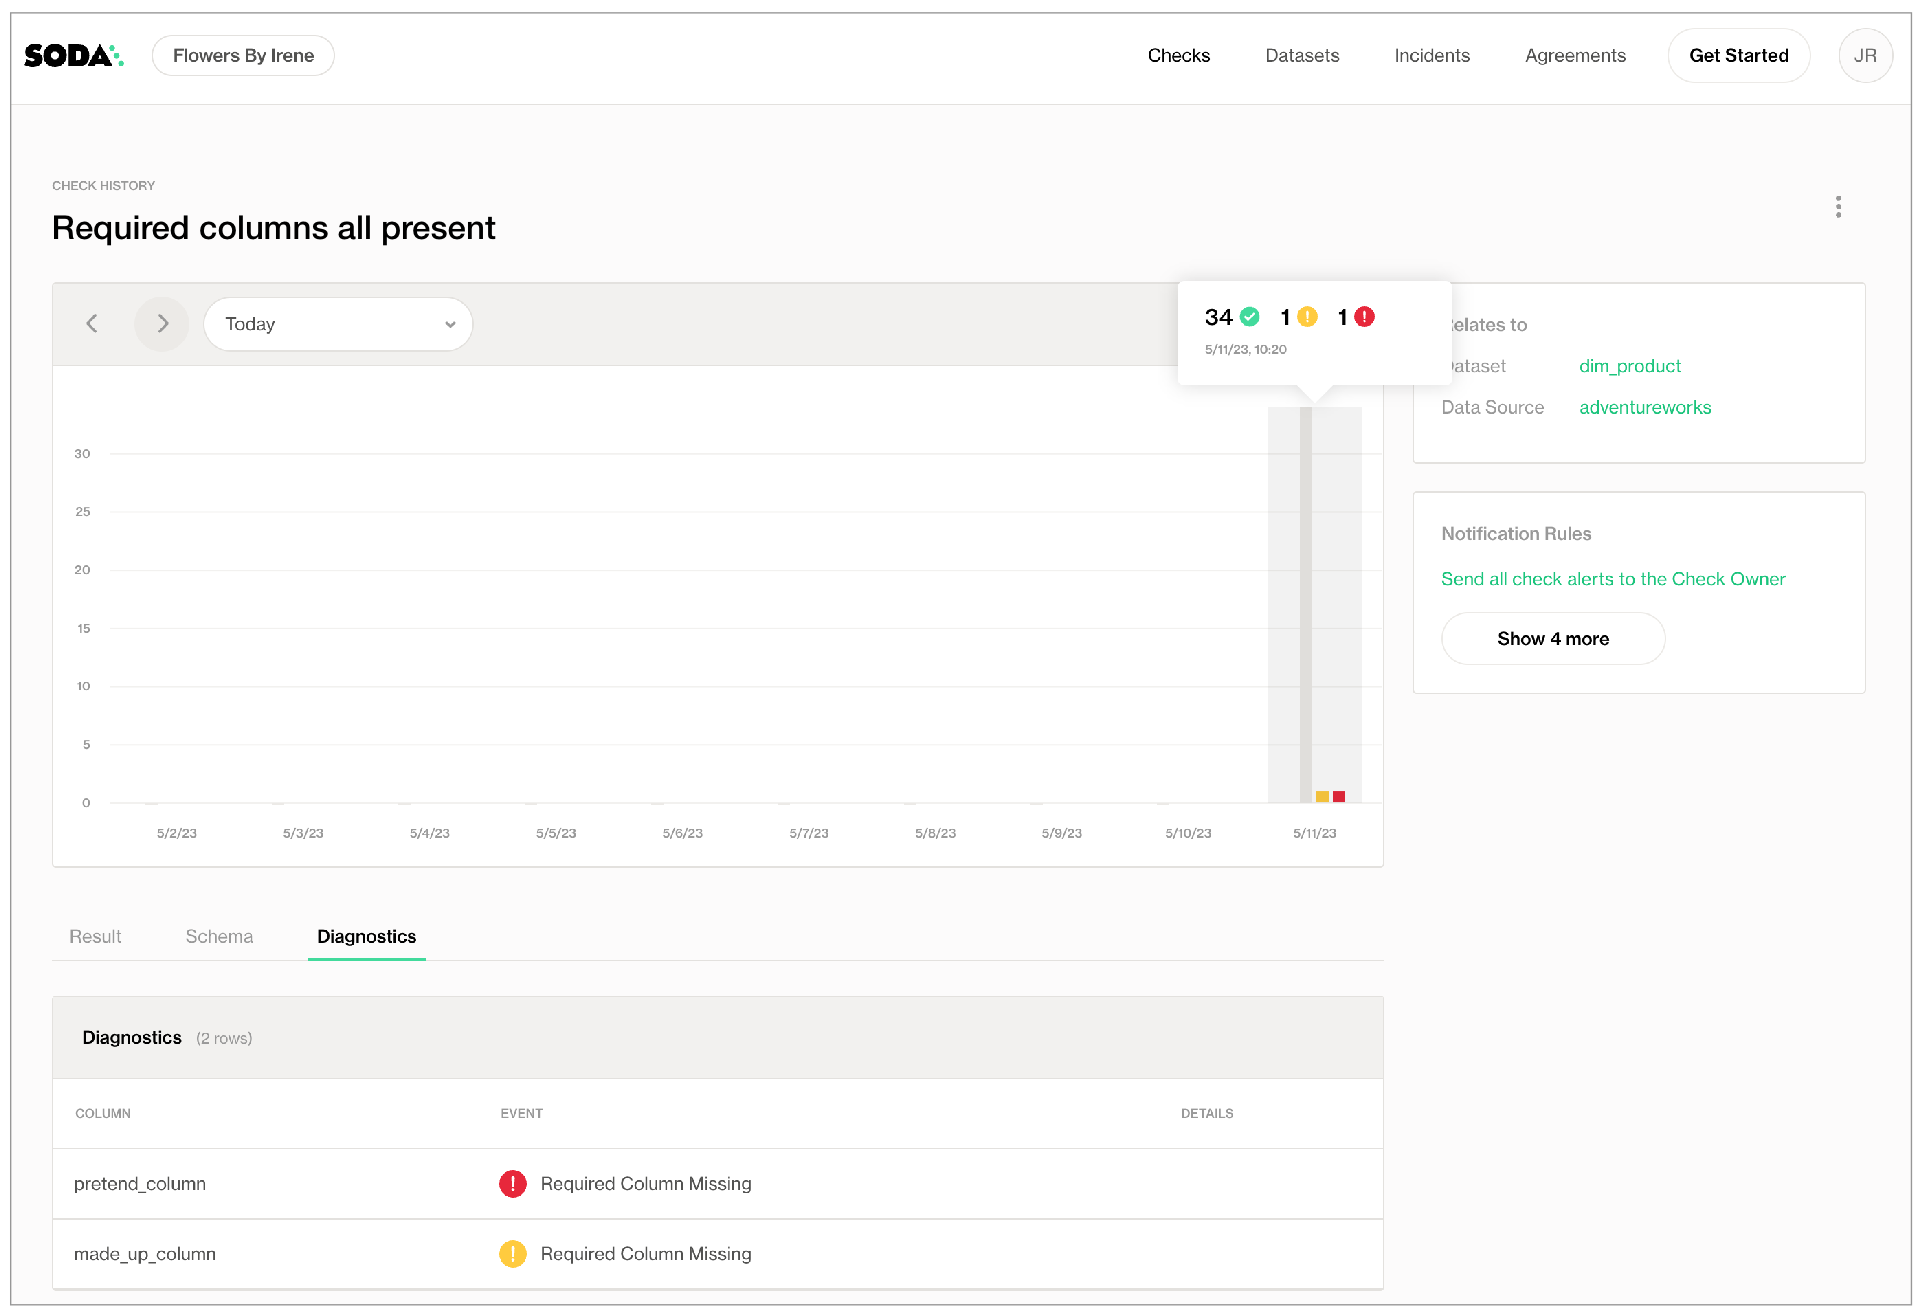 SODA
Flowers By Irene
Checks
Datasets
Incidents
Agreements
Get Started
JR
CHECK HISTORY
Required columns all present
Today
34 1 ! 1 !
5/11/23, 10:20
30
25
20
15
10
5
0
5/2/23
5/3/23
5/4/23
5/5/23
5/6/23
5/7/23
5/8/23
5/9/23
5/10/23
5/11/23
elates to
ataset dim_product
Data Source adventureworks
Notification Rules
Send all check alerts to the Check Owner
Show 4 more
Result
Schema
Diagnostics
Diagnostics (2 rows)
COLUMN EVENT DETAILS
pretend_column ! Required Column Missing
made_up_column ! Required Column Missing